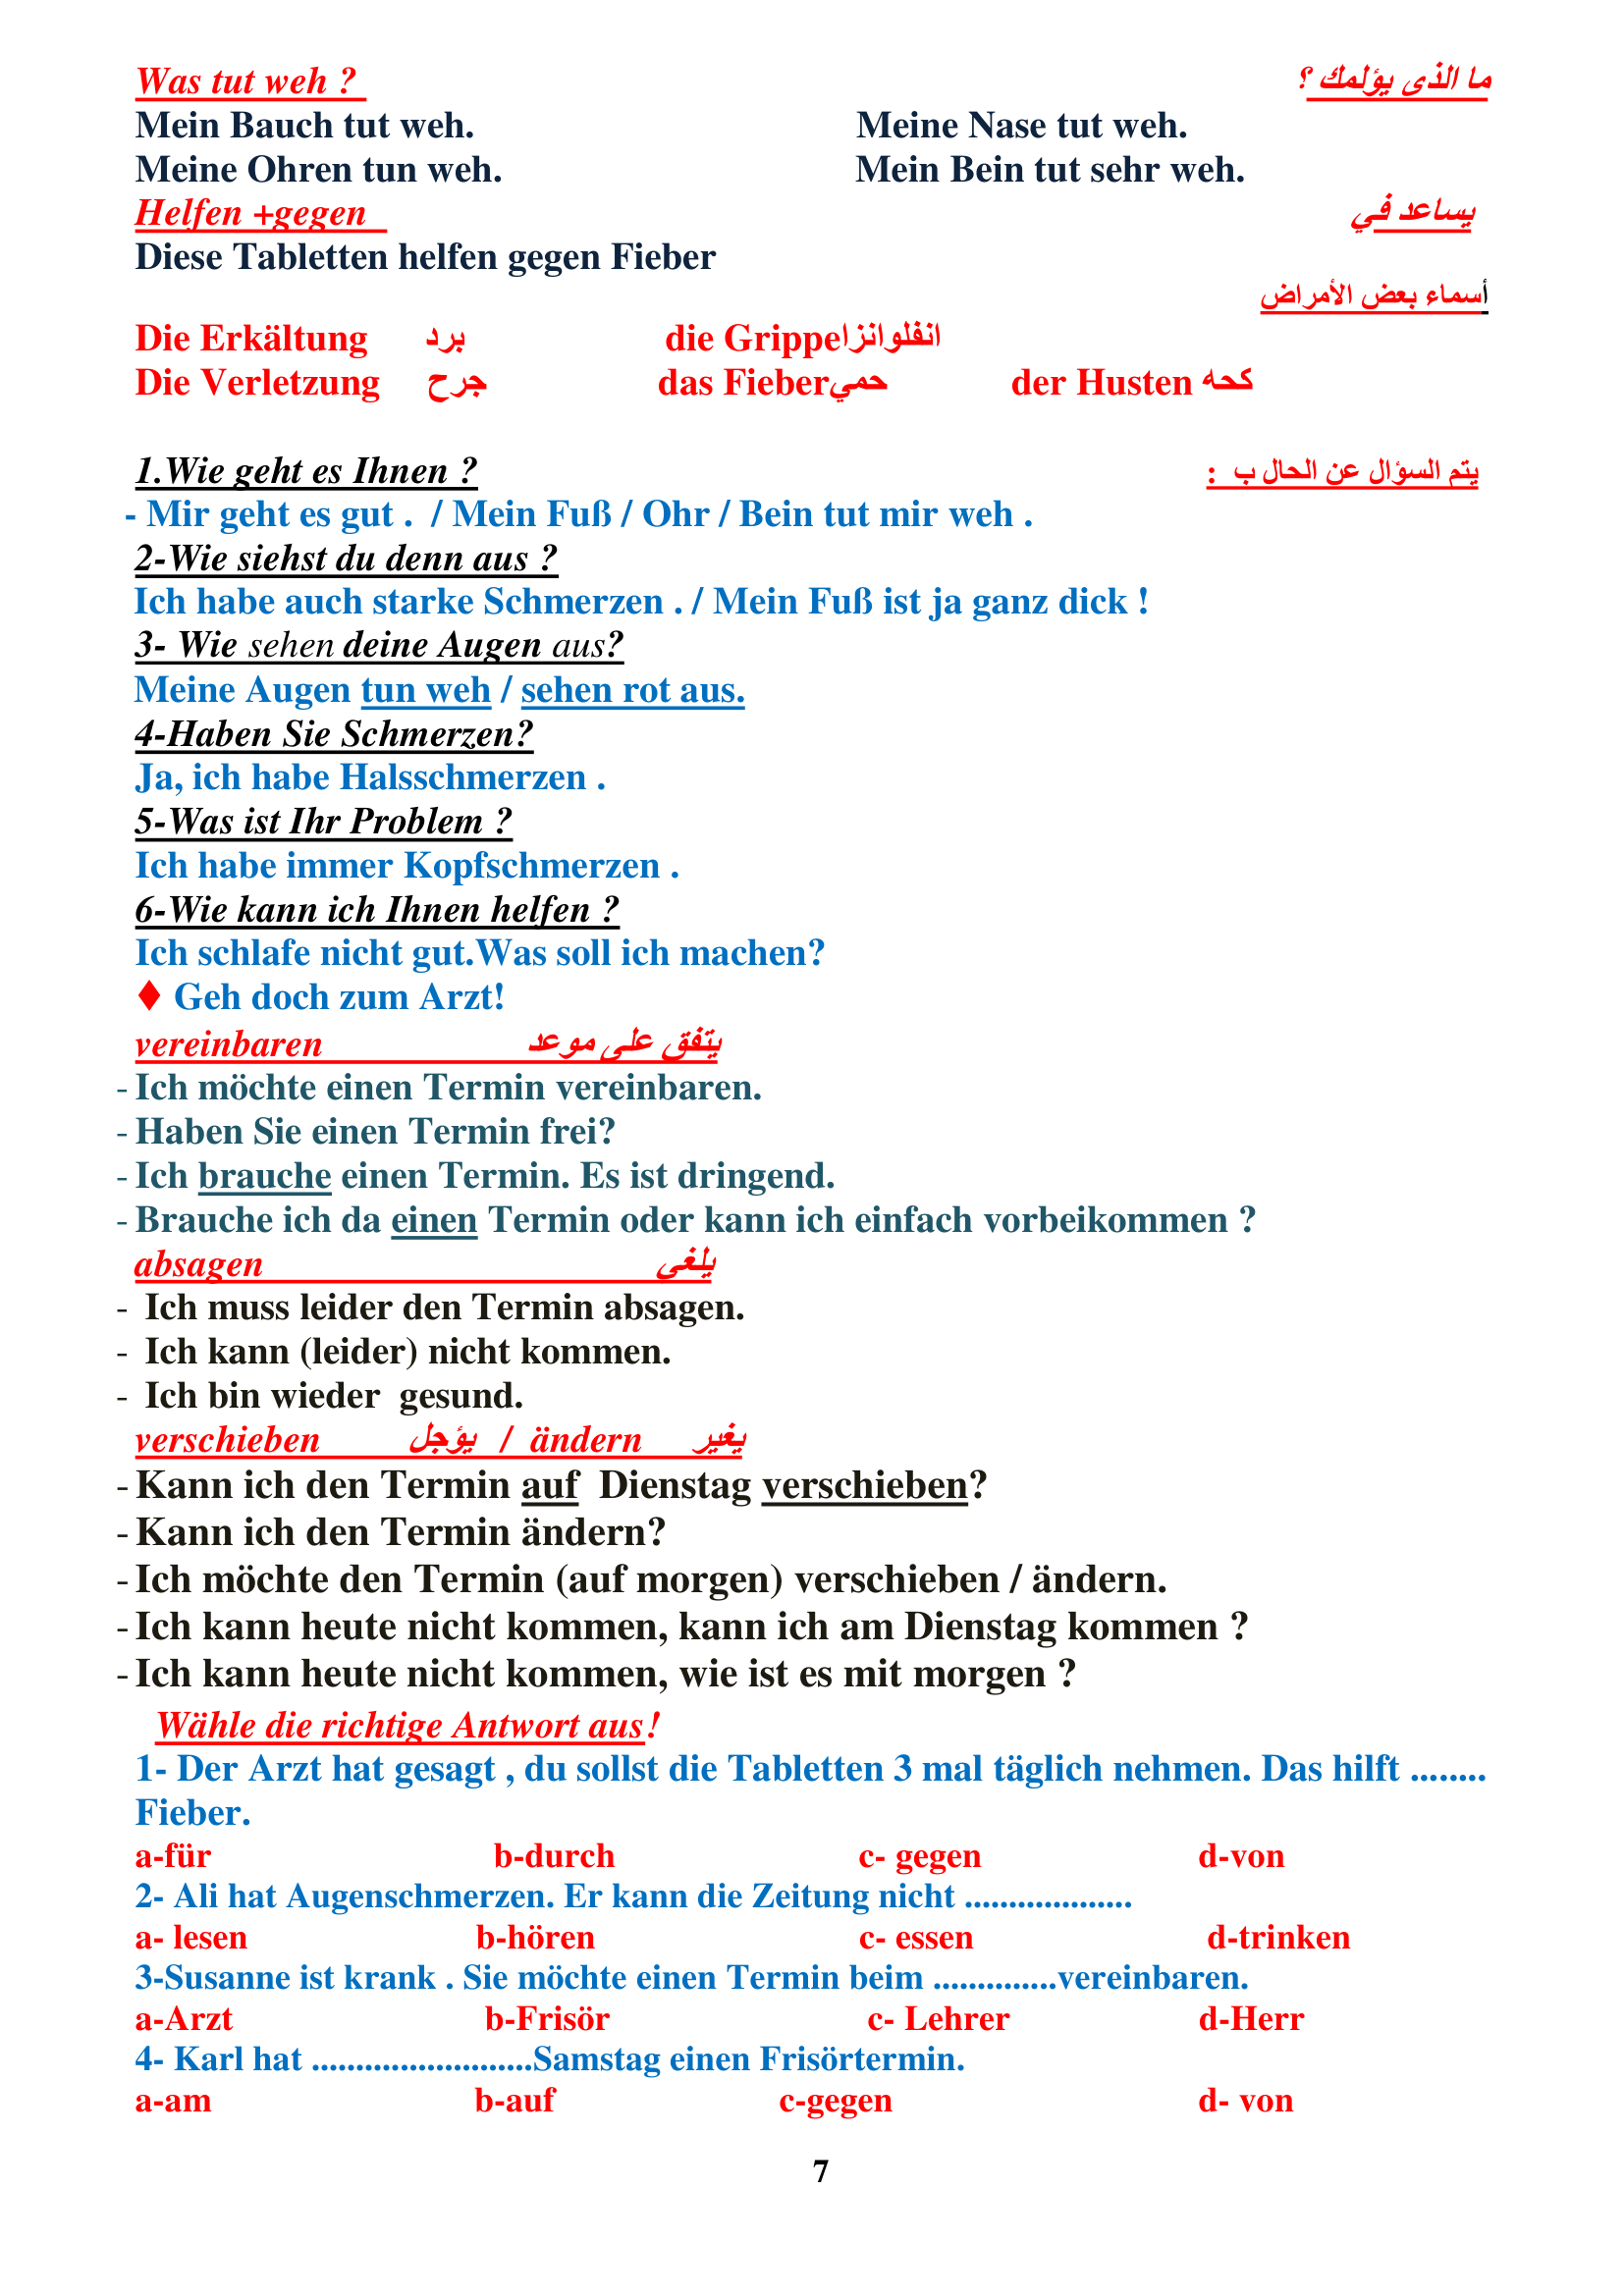 Was tut weh ? ما الذى يؤلمك ؟
Mein Bauch tut weh. Meine Nase tut weh.
Meine Ohren tun weh. Mein Bein tut sehr weh.
Helfen +gegen يساعد في
Diese Tabletten helfen gegen Fieber
أسماء بعض الأمراض
Die Erkältung برد die Grippeانفلوانزا
Die Verletzung جرح das Fieberحمي der Husten كحه
1.Wie geht es Ihnen ? يتم السؤال عن الحال ب :
- Mir geht es gut . / Mein Fuß / Ohr / Bein tut mir weh .
2-Wie siehst du denn aus ?
Ich habe auch starke Schmerzen . / Mein Fuß ist ja ganz dick !
3- Wie sehen deine Augen aus?
Meine Augen tun weh / sehen rot aus.
4-Haben Sie Schmerzen?
Ja, ich habe Halsschmerzen .
5-Was ist Ihr Problem ?
Ich habe immer Kopfschmerzen .
6-Wie kann ich Ihnen helfen ?
Ich schlafe nicht gut.Was soll ich machen?
♦ Geh doch zum Arzt!
vereinbaren يتفق على موعد
- Ich möchte einen Termin vereinbaren.
- Haben Sie einen Termin frei?
- Ich brauche einen Termin. Es ist dringend.
- Brauche ich da einen Termin oder kann ich einfach vorbeikommen ?
absagen يلغى
- Ich muss leider den Termin absagen.
- Ich kann (leider) nicht kommen.
- Ich bin wieder gesund.
verschieben يؤجل / ändern يغير
- Kann ich den Termin auf Dienstag verschieben?
- Kann ich den Termin ändern?
- Ich möchte den Termin (auf morgen) verschieben / ändern.
- Ich kann heute nicht kommen, kann ich am Dienstag kommen ?
- Ich kann heute nicht kommen, wie ist es mit morgen ?
Wähle die richtige Antwort aus!
1- Der Arzt hat gesagt , du sollst die Tabletten 3 mal täglich nehmen. Das hilft ........
Fieber.
a-für b-durch c- gegen d-von
2- Ali hat Augenschmerzen. Er kann die Zeitung nicht ...................
a- lesen b-hören c- essen d-trinken
3-Susanne ist krank . Sie möchte einen Termin beim ..............vereinbaren.
a-Arzt b-Frisör c- Lehrer d-Herr
4- Karl hat .........................Samstag einen Frisörtermin.
a-am b-auf c-gegen d- von
7